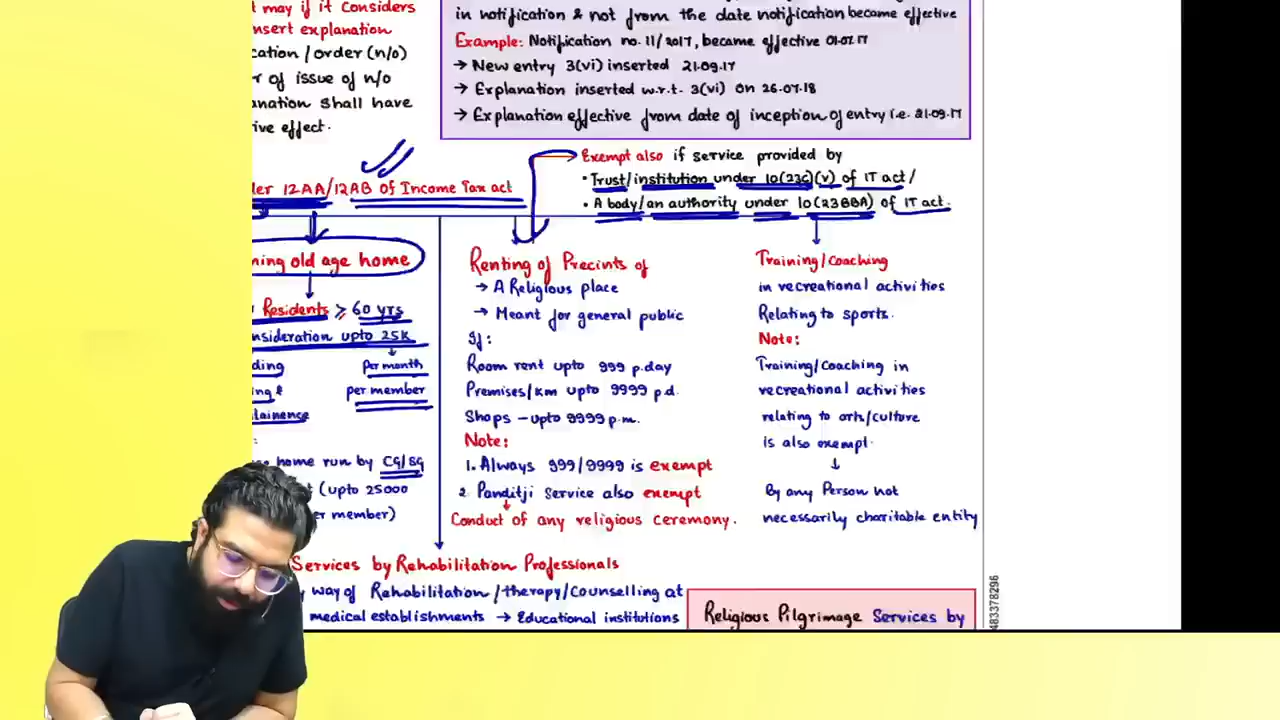 t may if it considers
nsert explanation
cation / order (n/o)
r of issue of n/o
anation shall have
ive effect.
in notification & not from the date notification became effective
Example: Notification no. 11/2017, became effective 01.07.17
→ New entry 3(vi) inserted 21.09.17
→ Explanation inserted w.r.t. 3(vi) on 26.07.18
→ Explanation effective from date of inception of entry i.e. 21.09.17
Exempt also if service provided by
• Trust/institution under 10(23C)(v) of IT act /
• A body/an authority under 10(23BBA) of IT act.
der 12AA/12AB of Income Tax act
ning old age home
Residents > 60 yrs
nsideration upto 25K
ding Per month
ng & per member
tainence
:
home run by CG/SG
t (upto 25000
er member)
Renting of Precints of
→ A Religious place
→ Meant for general public
If:
Room rent upto 999 p.day
Premises/km upto 9999 p.d.
Shops – upto 9999 p.m.
Note:
1. Always 999/9999 is exempt
2. Panditji service also exempt
Conduct of any religious ceremony.
Training/coaching
in recreational activities
Relating to sports.
Note:
Training/coaching in
recreational activities
relating to arts/culture
is also exempt.
↓
By any Person not
necessarily charitable entity
Services by Rehabilitation Professionals
y way of Rehabilitation/therapy/counselling at
medical establishments → Educational institutions
Religious Pilgrimage Services by
483378296